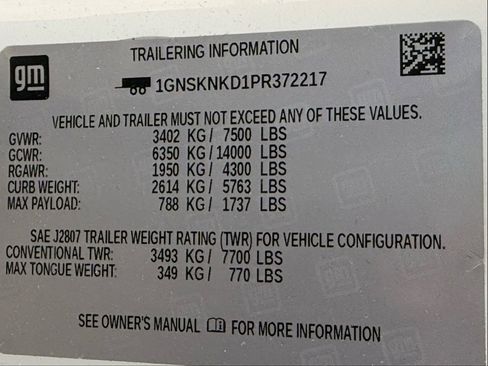 gm
TRAILERING INFORMATION
1GNSKNKD1PR372217
VEHICLE AND TRAILER MUST NOT EXCEED ANY OF THESE VALUES.
GVWR: 3402 KG/ 7500 LBS
GCWR: 6350 KG/14000 LBS
RGAWR: 1950 KG/ 4300 LBS
CURB WEIGHT: 2614 KG/ 5763 LBS
MAX PAYLOAD: 788 KG/ 1737 LBS
SAE J2807 TRAILER WEIGHT RATING (TWR) FOR VEHICLE CONFIGURATION.
CONVENTIONAL TWR: 3493 KG/ 7700 LBS
MAX TONGUE WEIGHT: 349 KG/ 770 LBS
SEE OWNER'S MANUAL FOR MORE INFORMATION